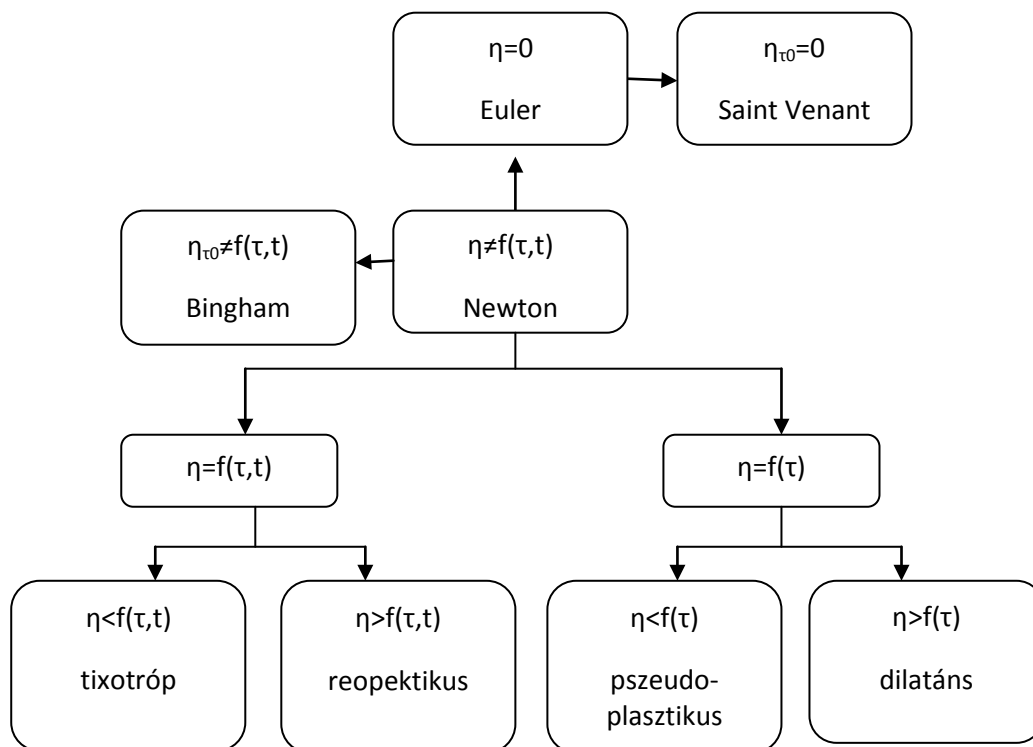 η=0
Euler
ητ0=0
Saint Venant
ητ0≠f(τ,t)
Bingham
η≠f(τ,t)
Newton
η=f(τ,t)
η=f(τ)
η<f(τ,t)
tixotróp
η>f(τ,t)
reopektikus
η<f(τ)
pszeudo-
plasztikus
η>f(τ)
dilatáns